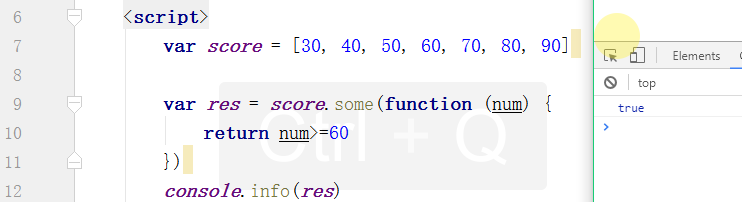 6 <script>
7 var score = [30, 40, 50, 60, 70, 80, 90]
8
9 var res = score.some(function (num) {
10 return num>=60
11 })
12 console.info(res)
Ctrl + Q
Elements
top
true